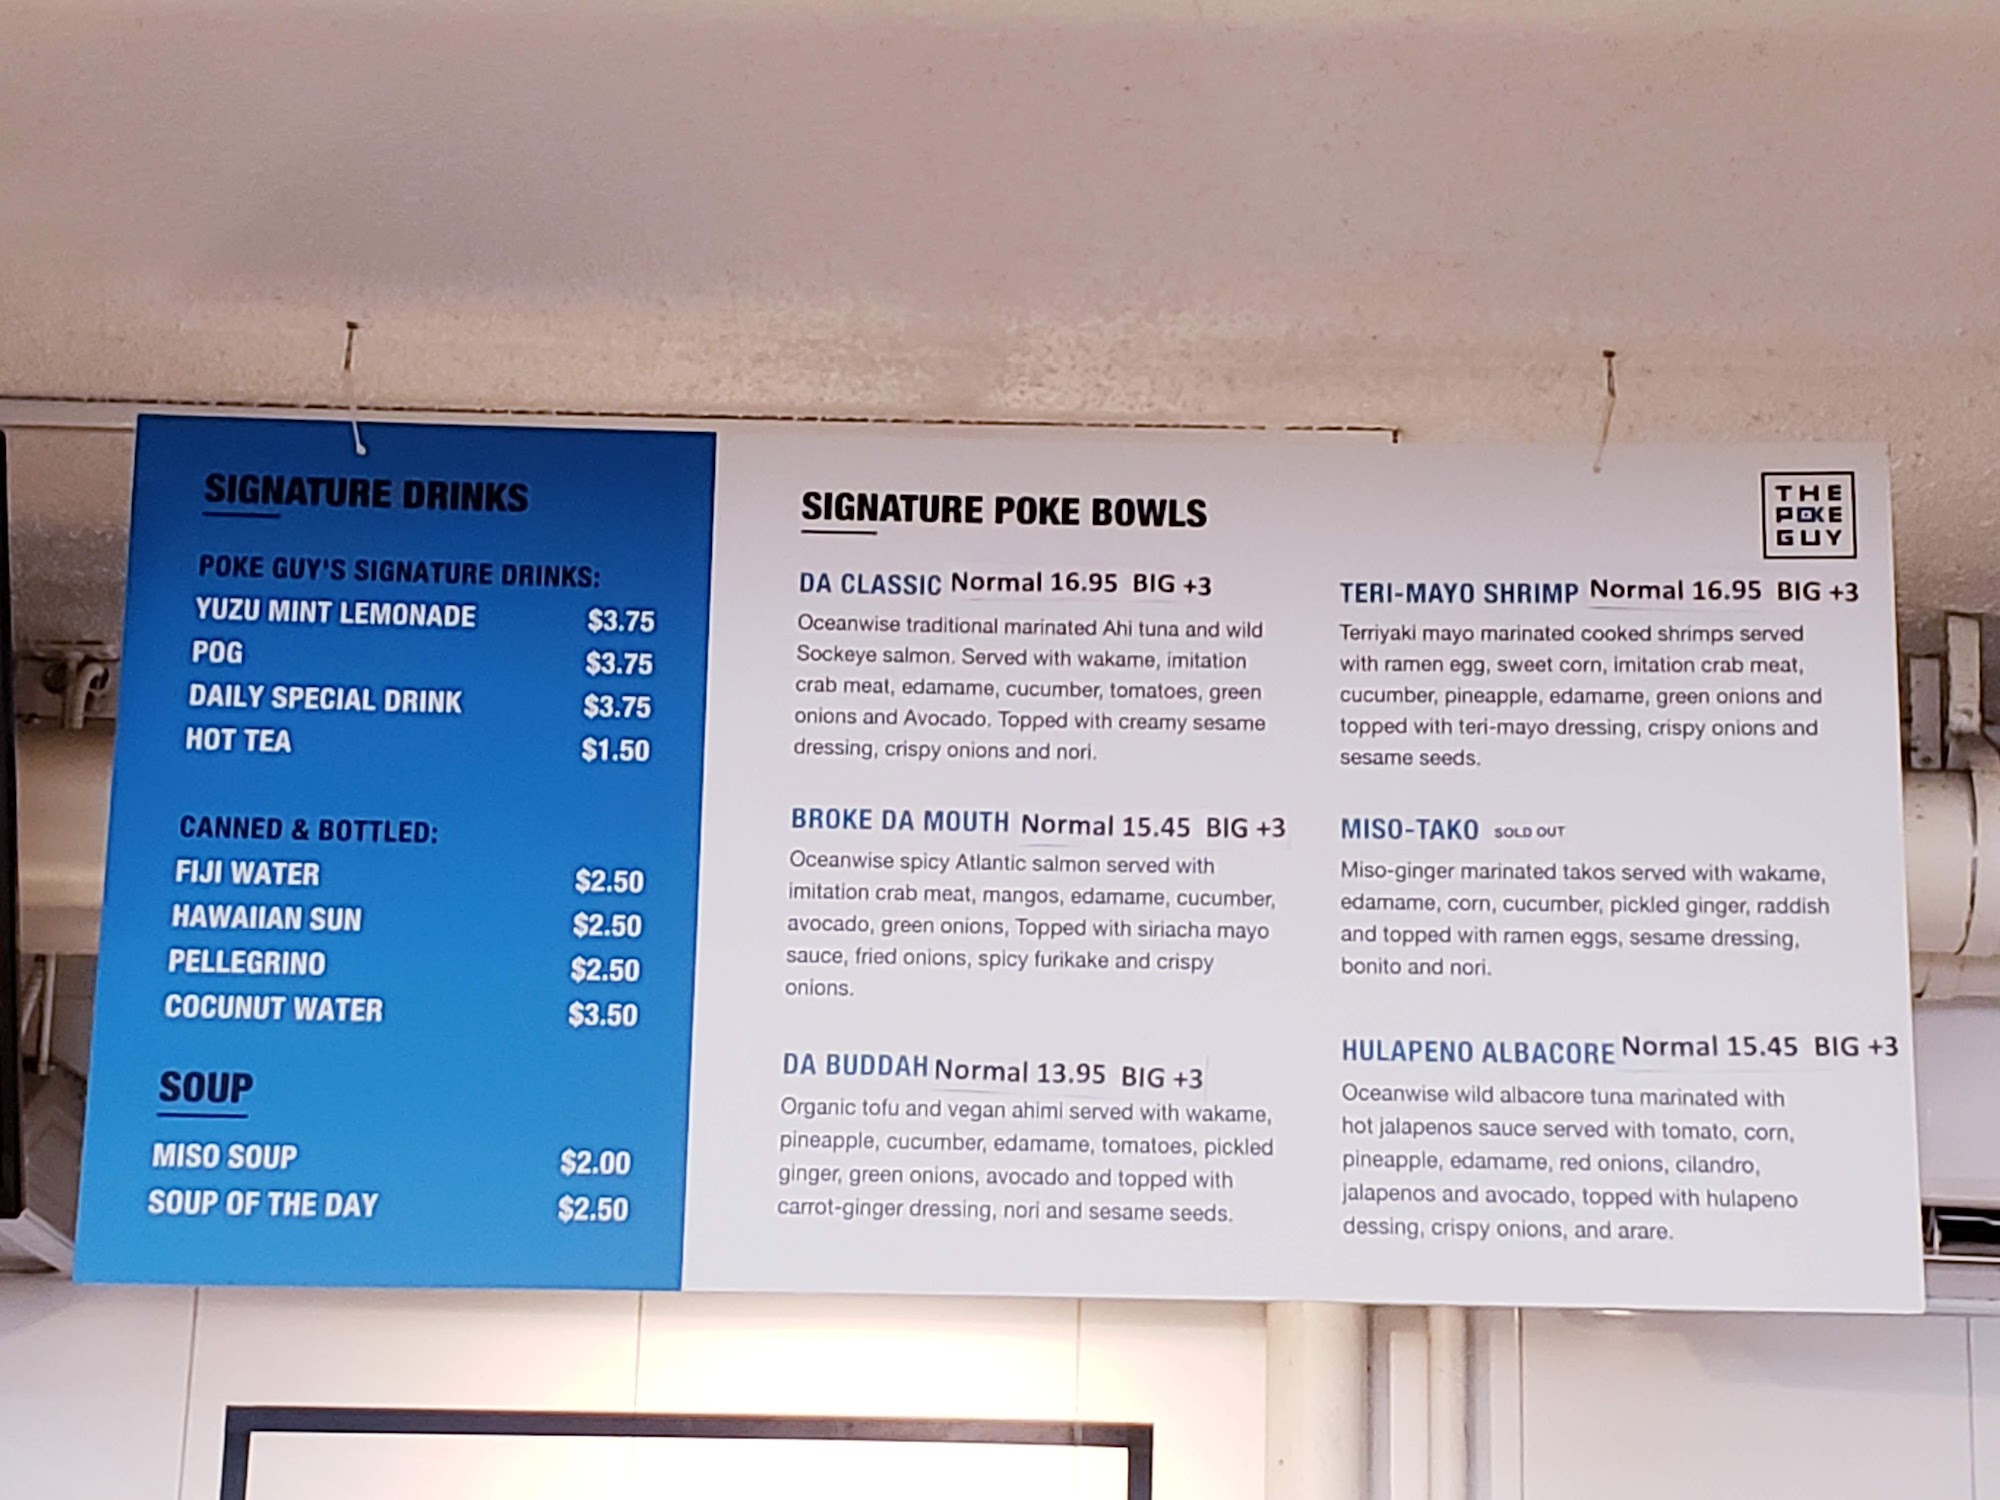 SIGNATURE DRINKS
POKE GUY'S SIGNATURE DRINKS:
YUZU MINT LEMONADE $3.75
POG $3.75
DAILY SPECIAL DRINK $3.75
HOT TEA $1.50
CANNED & BOTTLED:
FIJI WATER $2.50
HAWAIIAN SUN $2.50
PELLEGRINO $2.50
COCUNUT WATER $3.50
SOUP
MISO SOUP $2.00
SOUP OF THE DAY $2.50
SIGNATURE POKE BOWLS
DA CLASSIC Normal 16.95 BIG +3
Oceanwise traditional marinated Ahi tuna and wild
Sockeye salmon. Served with wakame, imitation
crab meat, edamame, cucumber, tomatoes, green
onions and Avocado. Topped with creamy sesame
dressing, crispy onions and nori.
BROKE DA MOUTH Normal 15.45 BIG +3
Oceanwise spicy Atlantic salmon served with
imitation crab meat, mangos, edamame, cucumber,
avocado, green onions, Topped with siriacha mayo
sauce, fried onions, spicy furikake and crispy
onions.
DA BUDDAH Normal 13.95 BIG +3
Organic tofu and vegan ahimi served with wakame,
pineapple, cucumber, edamame, tomatoes, pickled
ginger, green onions, avocado and topped with
carrot-ginger dressing, nori and sesame seeds.
THE
POKE
GUY
TERI-MAYO SHRIMP Normal 16.95 BIG +3
Terriyaki mayo marinated cooked shrimps served
with ramen egg, sweet corn, imitation crab meat,
cucumber, pineapple, edamame, green onions and
topped with teri-mayo dressing, crispy onions and
sesame seeds.
MISO-TAKO SOLD OUT
Miso-ginger marinated takos served with wakame,
edamame, corn, cucumber, pickled ginger, raddish
and topped with ramen eggs, sesame dressing,
bonito and nori.
HULAPENO ALBACORE Normal 15.45 BIG +3
Oceanwise wild albacore tuna marinated with
hot jalapenos sauce served with tomato, corn,
pineapple, edamame, red onions, cilandro,
jalapenos and avocado, topped with hulapeno
dessing, crispy onions, and arare.